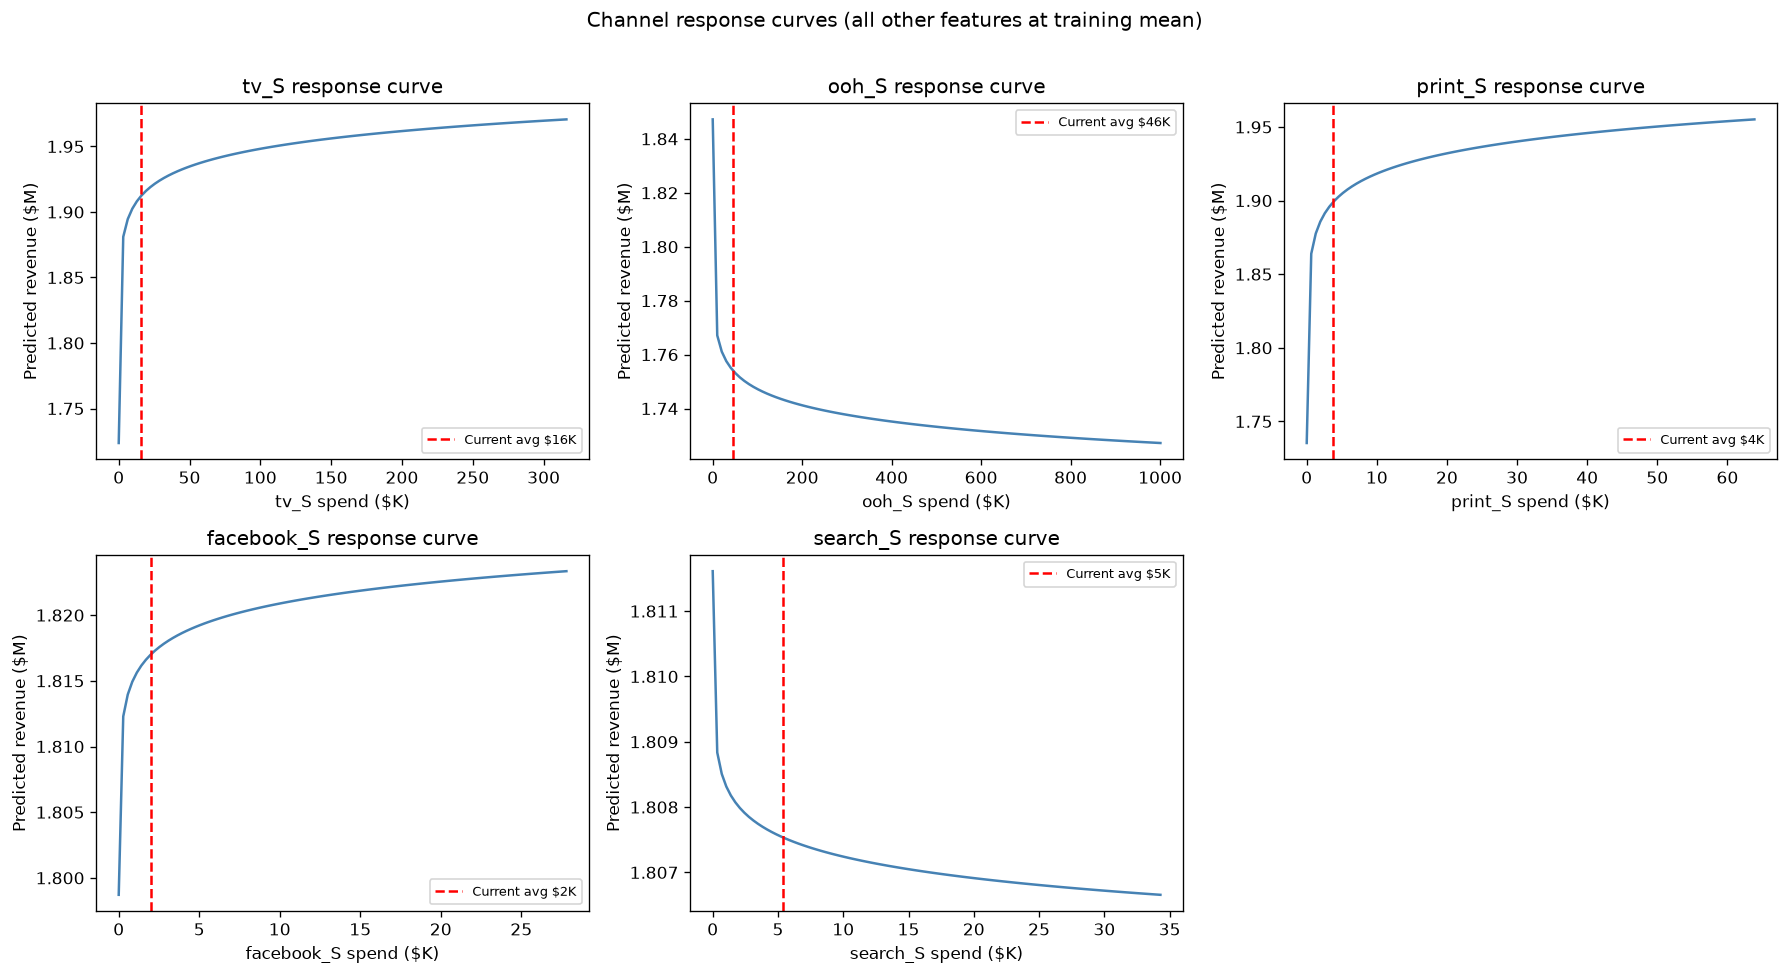 Channel response curves (all other features at training mean)
tv_S response curve
Predicted revenue ($M)
1.95
1.90
1.85
1.80
1.75
0 50 100 150 200 250 300
tv_S spend ($K)
Current avg $16K
ooh_S response curve
Predicted revenue ($M)
1.84
1.82
1.80
1.78
1.76
1.74
0 200 400 600 800 1000
ooh_S spend ($K)
Current avg $46K
print_S response curve
Predicted revenue ($M)
1.95
1.90
1.85
1.80
1.75
0 10 20 30 40 50 60
print_S spend ($K)
Current avg $4K
facebook_S response curve
Predicted revenue ($M)
1.820
1.815
1.810
1.805
1.800
0 5 10 15 20 25
facebook_S spend ($K)
Current avg $2K
search_S response curve
Predicted revenue ($M)
1.811
1.810
1.809
1.808
1.807
0 5 10 15 20 25 30 35
search_S spend ($K)
Current avg $5K